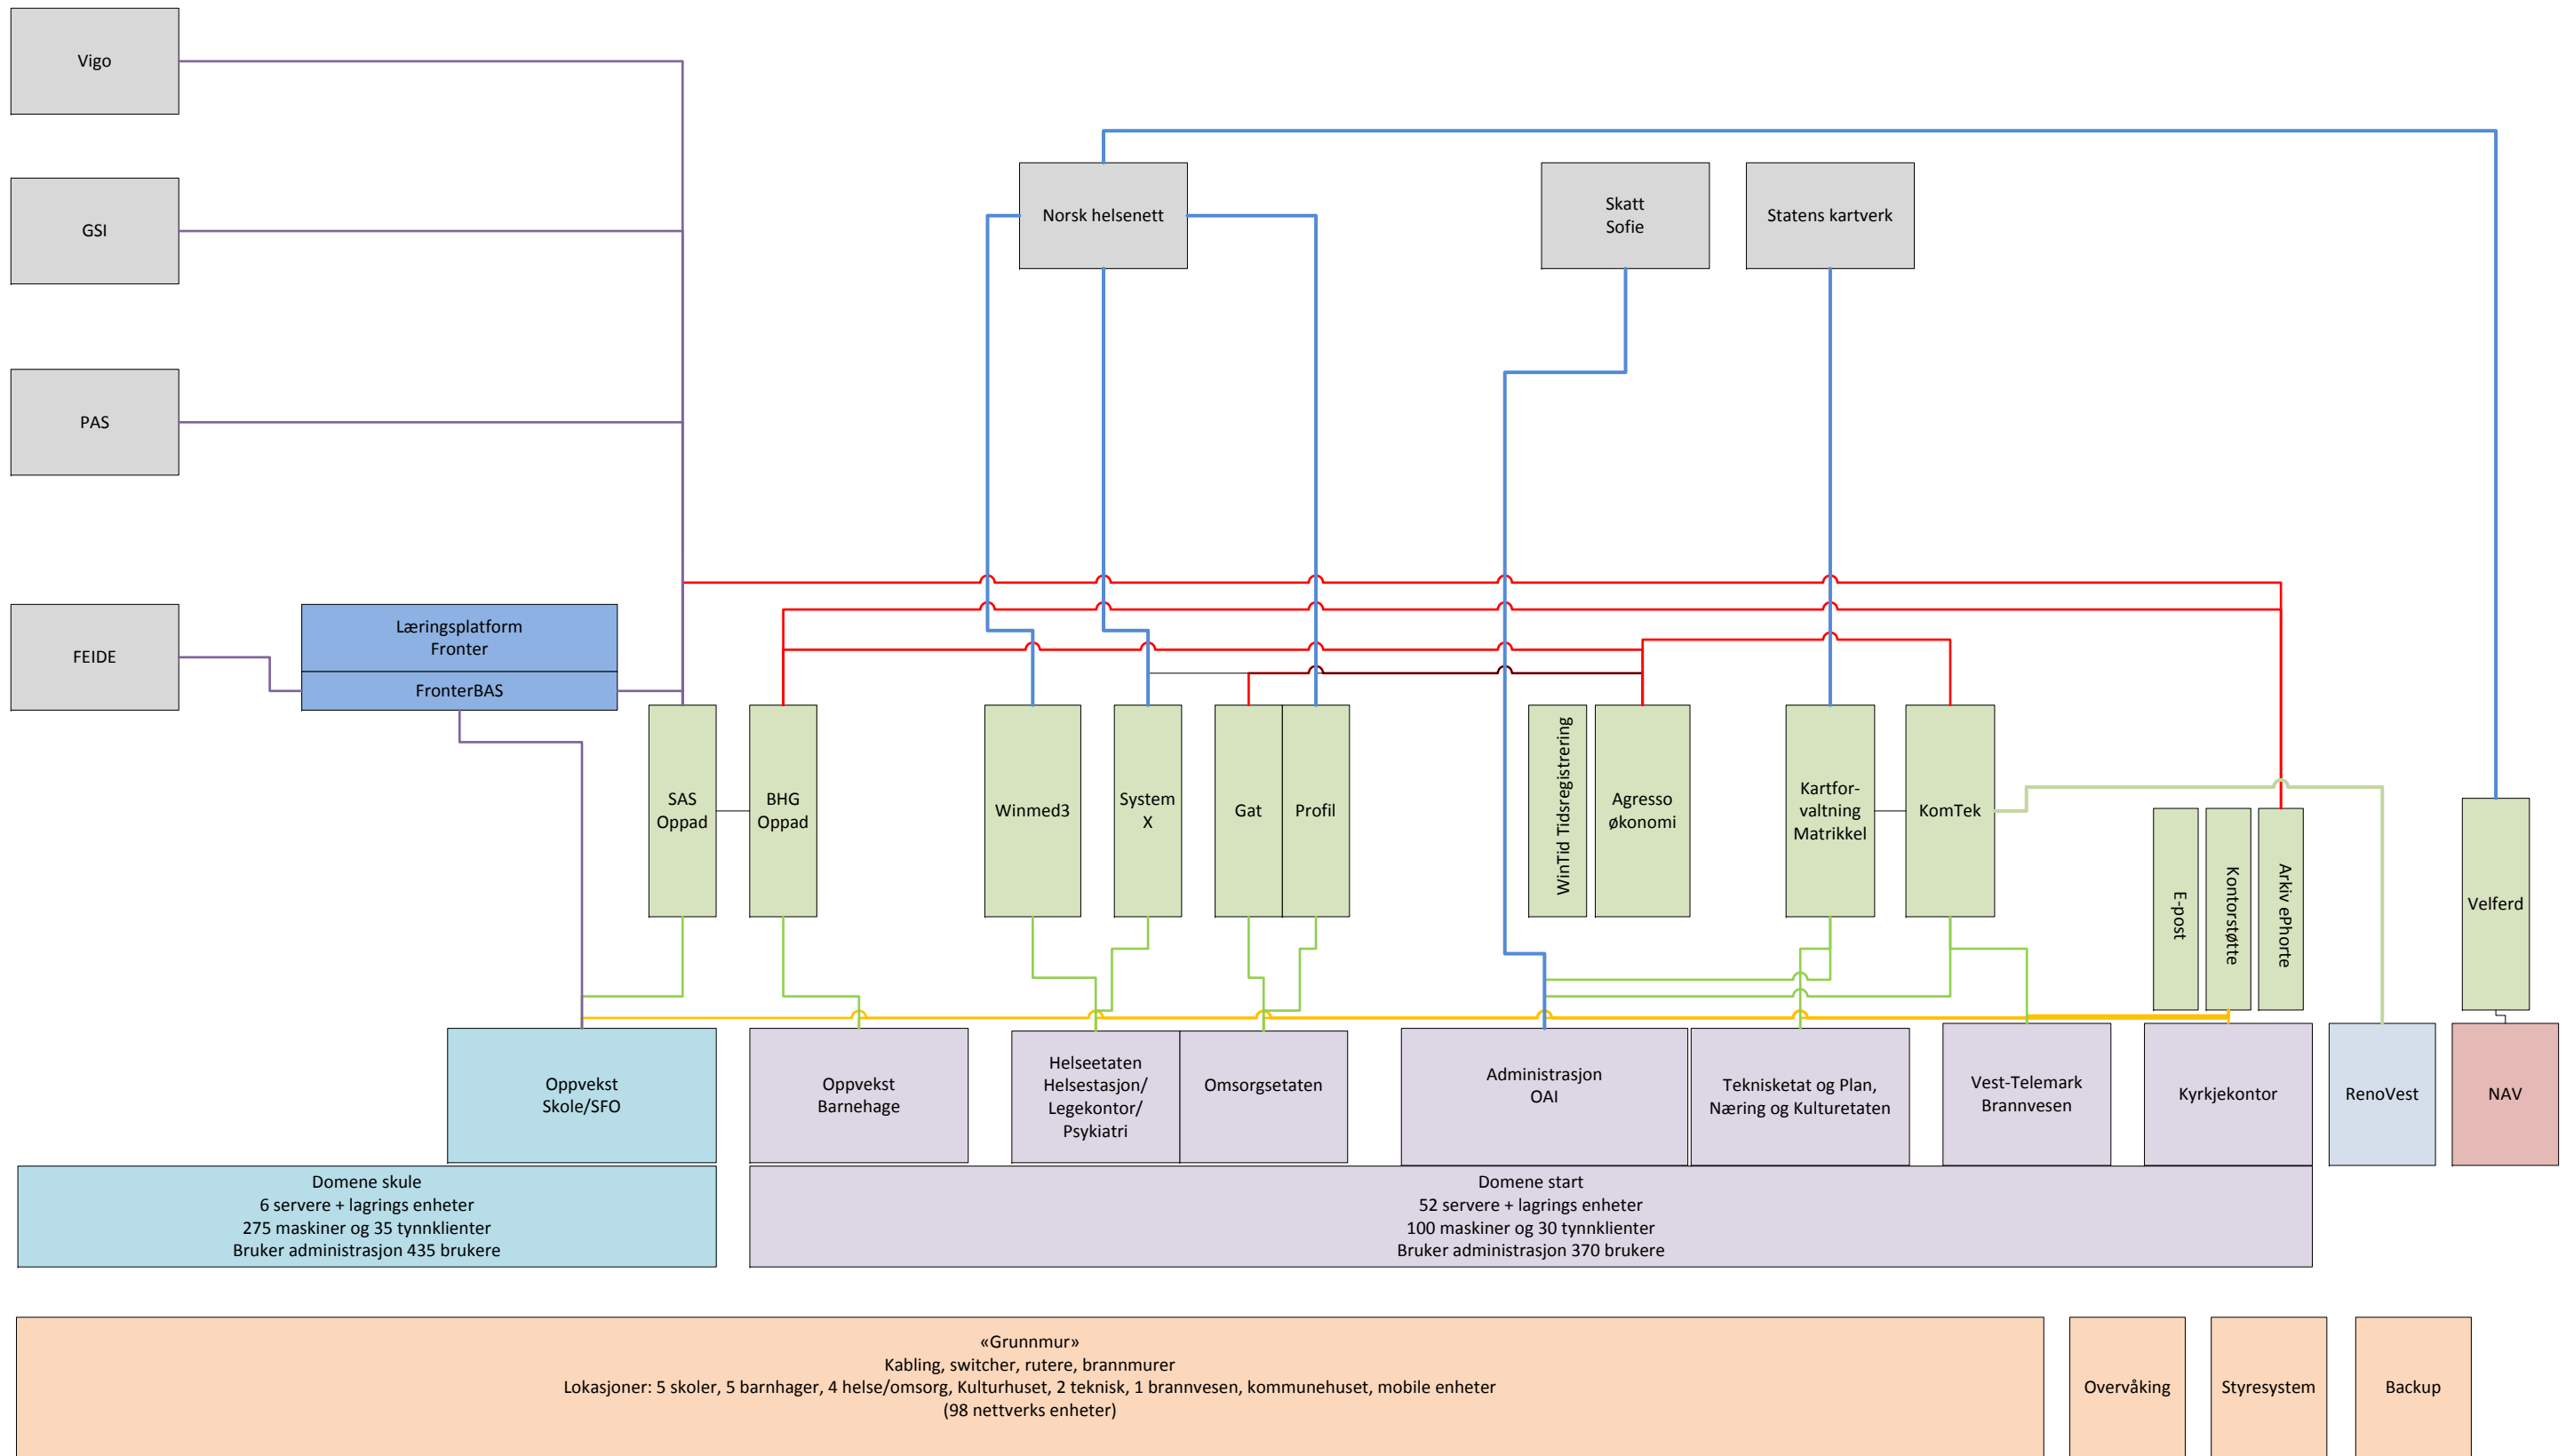 Vigo
Norsk helsenett
Skatt
Sofie
Statens kartverk
GSI
PAS
FEIDE
Læringsplatform
Fronter
FronterBAS
SAS
Oppad
BHG
Oppad
Winmed3
System
X
Gat
Profil
WinTid Tidsregistrering
Agresso
økonomi
Kartfor-
valtning
Matrikkel
KomTek
E-post
Kontorstøtte
Arkiv ePhorte
Velferd
Oppvekst
Skole/SFO
Oppvekst
Barnehage
Helseetaten
Helsestasjon/
Legekontor/
Psykiatri
Omsorgsetaten
Administrasjon
OAI
Teknisketat og Plan,
Næring og Kulturetaten
Vest-Telemark
Brannvesen
Kyrkjekontor
RenoVest
NAV
Domene skule
6 servere + lagrings enheter
275 maskiner og 35 tynnklienter
Bruker administrasjon 435 brukere
Domene start
52 servere + lagrings enheter
100 maskiner og 30 tynnklienter
Bruker administrasjon 370 brukere
«Grunnmur»
Kabling, switcher, rutere, brannmurer
Lokasjoner: 5 skoler, 5 barnhager, 4 helse/omsorg, Kulturhuset, 2 teknisk, 1 brannvesen, kommunehuset, mobile enheter
(98 nettverks enheter)
Overvåking
Styresystem
Backup